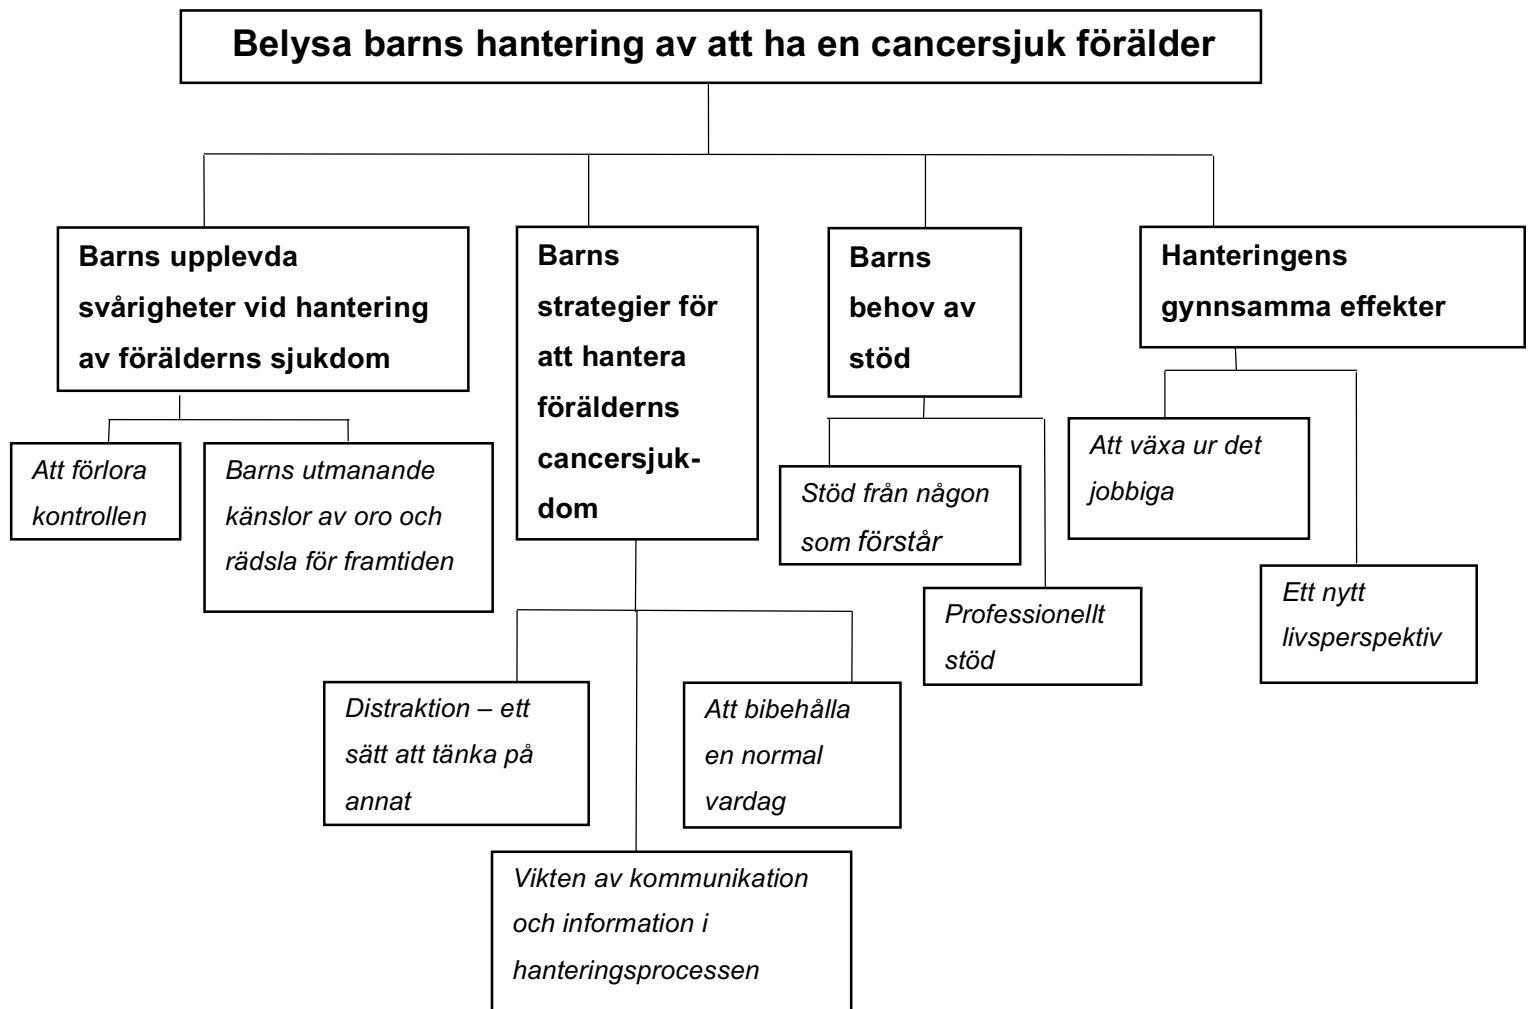 Belysa barns hantering av att ha en cancersjuk förälder
Barns upplevda
svårigheter vid hantering
av förälderns sjukdom
Barns
strategier för
att hantera
förälderns
cancersjuk-
dom
Barns
behov av
stöd
Hanteringens
gynnsamma effekter
Att förlora
kontrollen
Barns utmanande
känslor av oro och
rädsla för framtiden
Distraktion – ett
sätt att tänka på
annat
Att bibehålla
en normal
vardag
Vikten av kommunikation
och information i
hanteringsprocessen
Stöd från någon
som förstår
Professionellt
stöd
Att växa ur det
jobbiga
Ett nytt
livsperspektiv